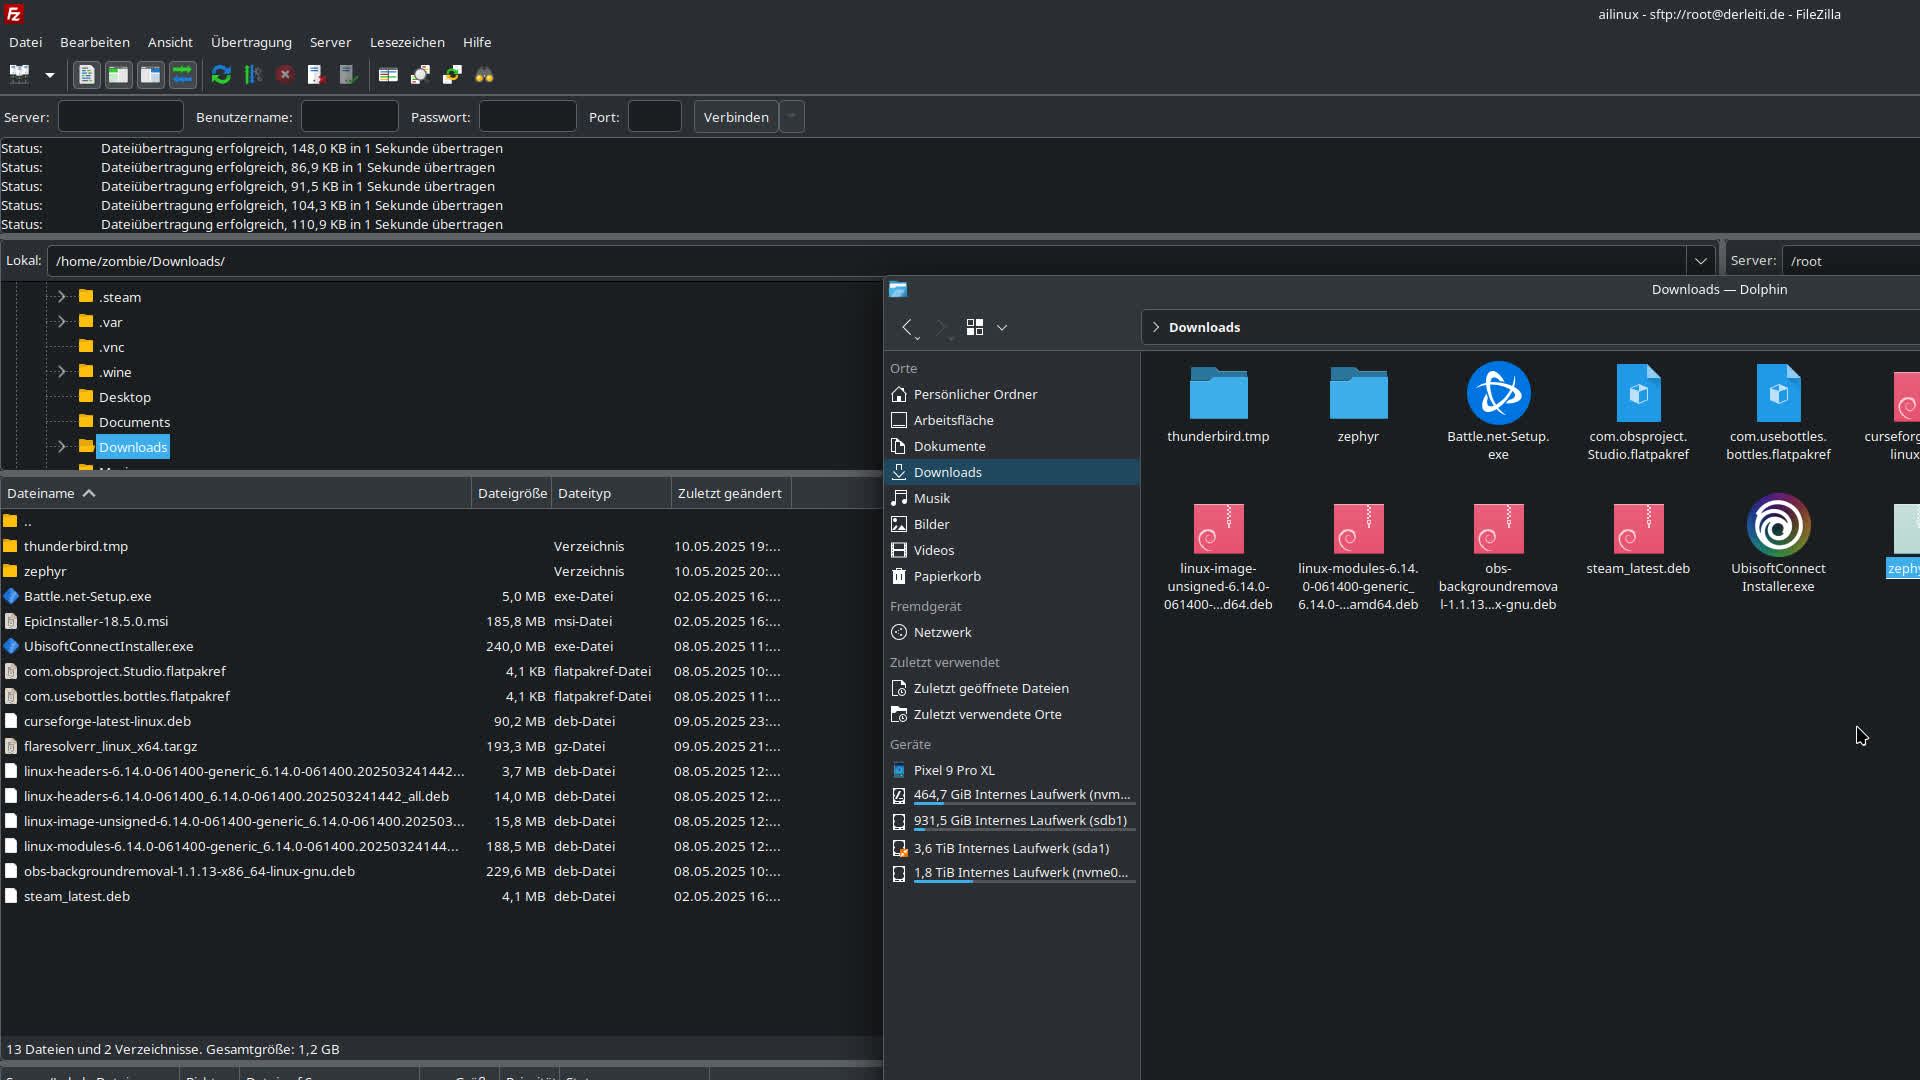 ailinux - sftp://root@derleiti.de - FileZilla
Datei Bearbeiten Ansicht Übertragung Server Lesezeichen Hilfe
Server: Benutzername: Passwort: Port: Verbinden
Status: Dateiübertragung erfolgreich, 148,0 KB in 1 Sekunde übertragen
Status: Dateiübertragung erfolgreich, 86,9 KB in 1 Sekunde übertragen
Status: Dateiübertragung erfolgreich, 91,5 KB in 1 Sekunde übertragen
Status: Dateiübertragung erfolgreich, 104,3 KB in 1 Sekunde übertragen
Status: Dateiübertragung erfolgreich, 110,9 KB in 1 Sekunde übertragen
Lokal: /home/zombie/Downloads/
Server: /root
.steam
.var
.vnc
.wine
Desktop
Documents
Downloads
Dateiname Dateigröße Dateityp Zuletzt geändert
..
thunderbird.tmp Verzeichnis 10.05.2025 19:...
zephyr Verzeichnis 10.05.2025 20:...
Battle.net-Setup.exe 5,0 MB exe-Datei 02.05.2025 16:...
EpicInstaller-18.5.0.msi 185,8 MB msi-Datei 02.05.2025 16:...
UbisoftConnectInstaller.exe 240,0 MB exe-Datei 08.05.2025 11:...
com.obsproject.Studio.flatpakref 4,1 KB flatpakref-Datei 08.05.2025 10:...
com.usebottles.bottles.flatpakref 4,1 KB flatpakref-Datei 08.05.2025 11:...
curseforge-latest-linux.deb 90,2 MB deb-Datei 09.05.2025 23:...
flaresolverr_linux_x64.tar.gz 193,3 MB gz-Datei 09.05.2025 21:...
linux-headers-6.14.0-061400-generic_6.14.0-061400.202503241442... 3,7 MB deb-Datei 08.05.2025 12:...
linux-headers-6.14.0-061400_6.14.0-061400.202503241442_all.deb 14,0 MB deb-Datei 08.05.2025 12:...
linux-image-unsigned-6.14.0-061400-generic_6.14.0-061400.202503... 15,8 MB deb-Datei 08.05.2025 12:...
linux-modules-6.14.0-061400-generic_6.14.0-061400.20250324144... 188,5 MB deb-Datei 08.05.2025 12:...
obs-backgroundremoval-1.1.13-x86_64-linux-gnu.deb 229,6 MB deb-Datei 08.05.2025 10:...
steam_latest.deb 4,1 MB deb-Datei 02.05.2025 16:...
13 Dateien und 2 Verzeichnisse. Gesamtgröße: 1,2 GB
Downloads — Dolphin
Downloads
Orte
Persönlicher Ordner
Arbeitsfläche
Dokumente
Downloads
Musik
Bilder
Videos
Papierkorb
Fremdgerät
Netzwerk
Zuletzt verwendet
Zuletzt geöffnete Dateien
Zuletzt verwendete Orte
Geräte
Pixel 9 Pro XL
464,7 GiB Internes Laufwerk (nvm...
931,5 GiB Internes Laufwerk (sdb1)
3,6 TiB Internes Laufwerk (sda1)
1,8 TiB Internes Laufwerk (nvme0...
thunderbird.tmp
zephyr
Battle.net-Setup.
exe
com.obsproject.
Studio.flatpakref
com.usebottles.
bottles.flatpakref
linux-image-
unsigned-6.14.0-
061400-...d64.deb
linux-modules-6.14.
0-061400-generic_
6.14.0-...amd64.deb
obs-
backgroundremova
l-1.1.13...x-gnu.deb
steam_latest.deb
UbisoftConnect
Installer.exe